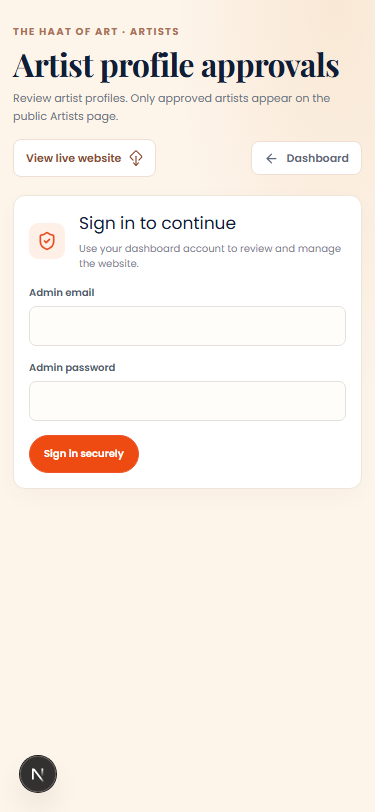 THE HAAT OF ART · ARTISTS
Artist profile approvals
Review artist profiles. Only approved artists appear on the
public Artists page.
View live website
Dashboard
Sign in to continue
Use your dashboard account to review and manage
the website.
Admin email
Admin password
Sign in securely
N